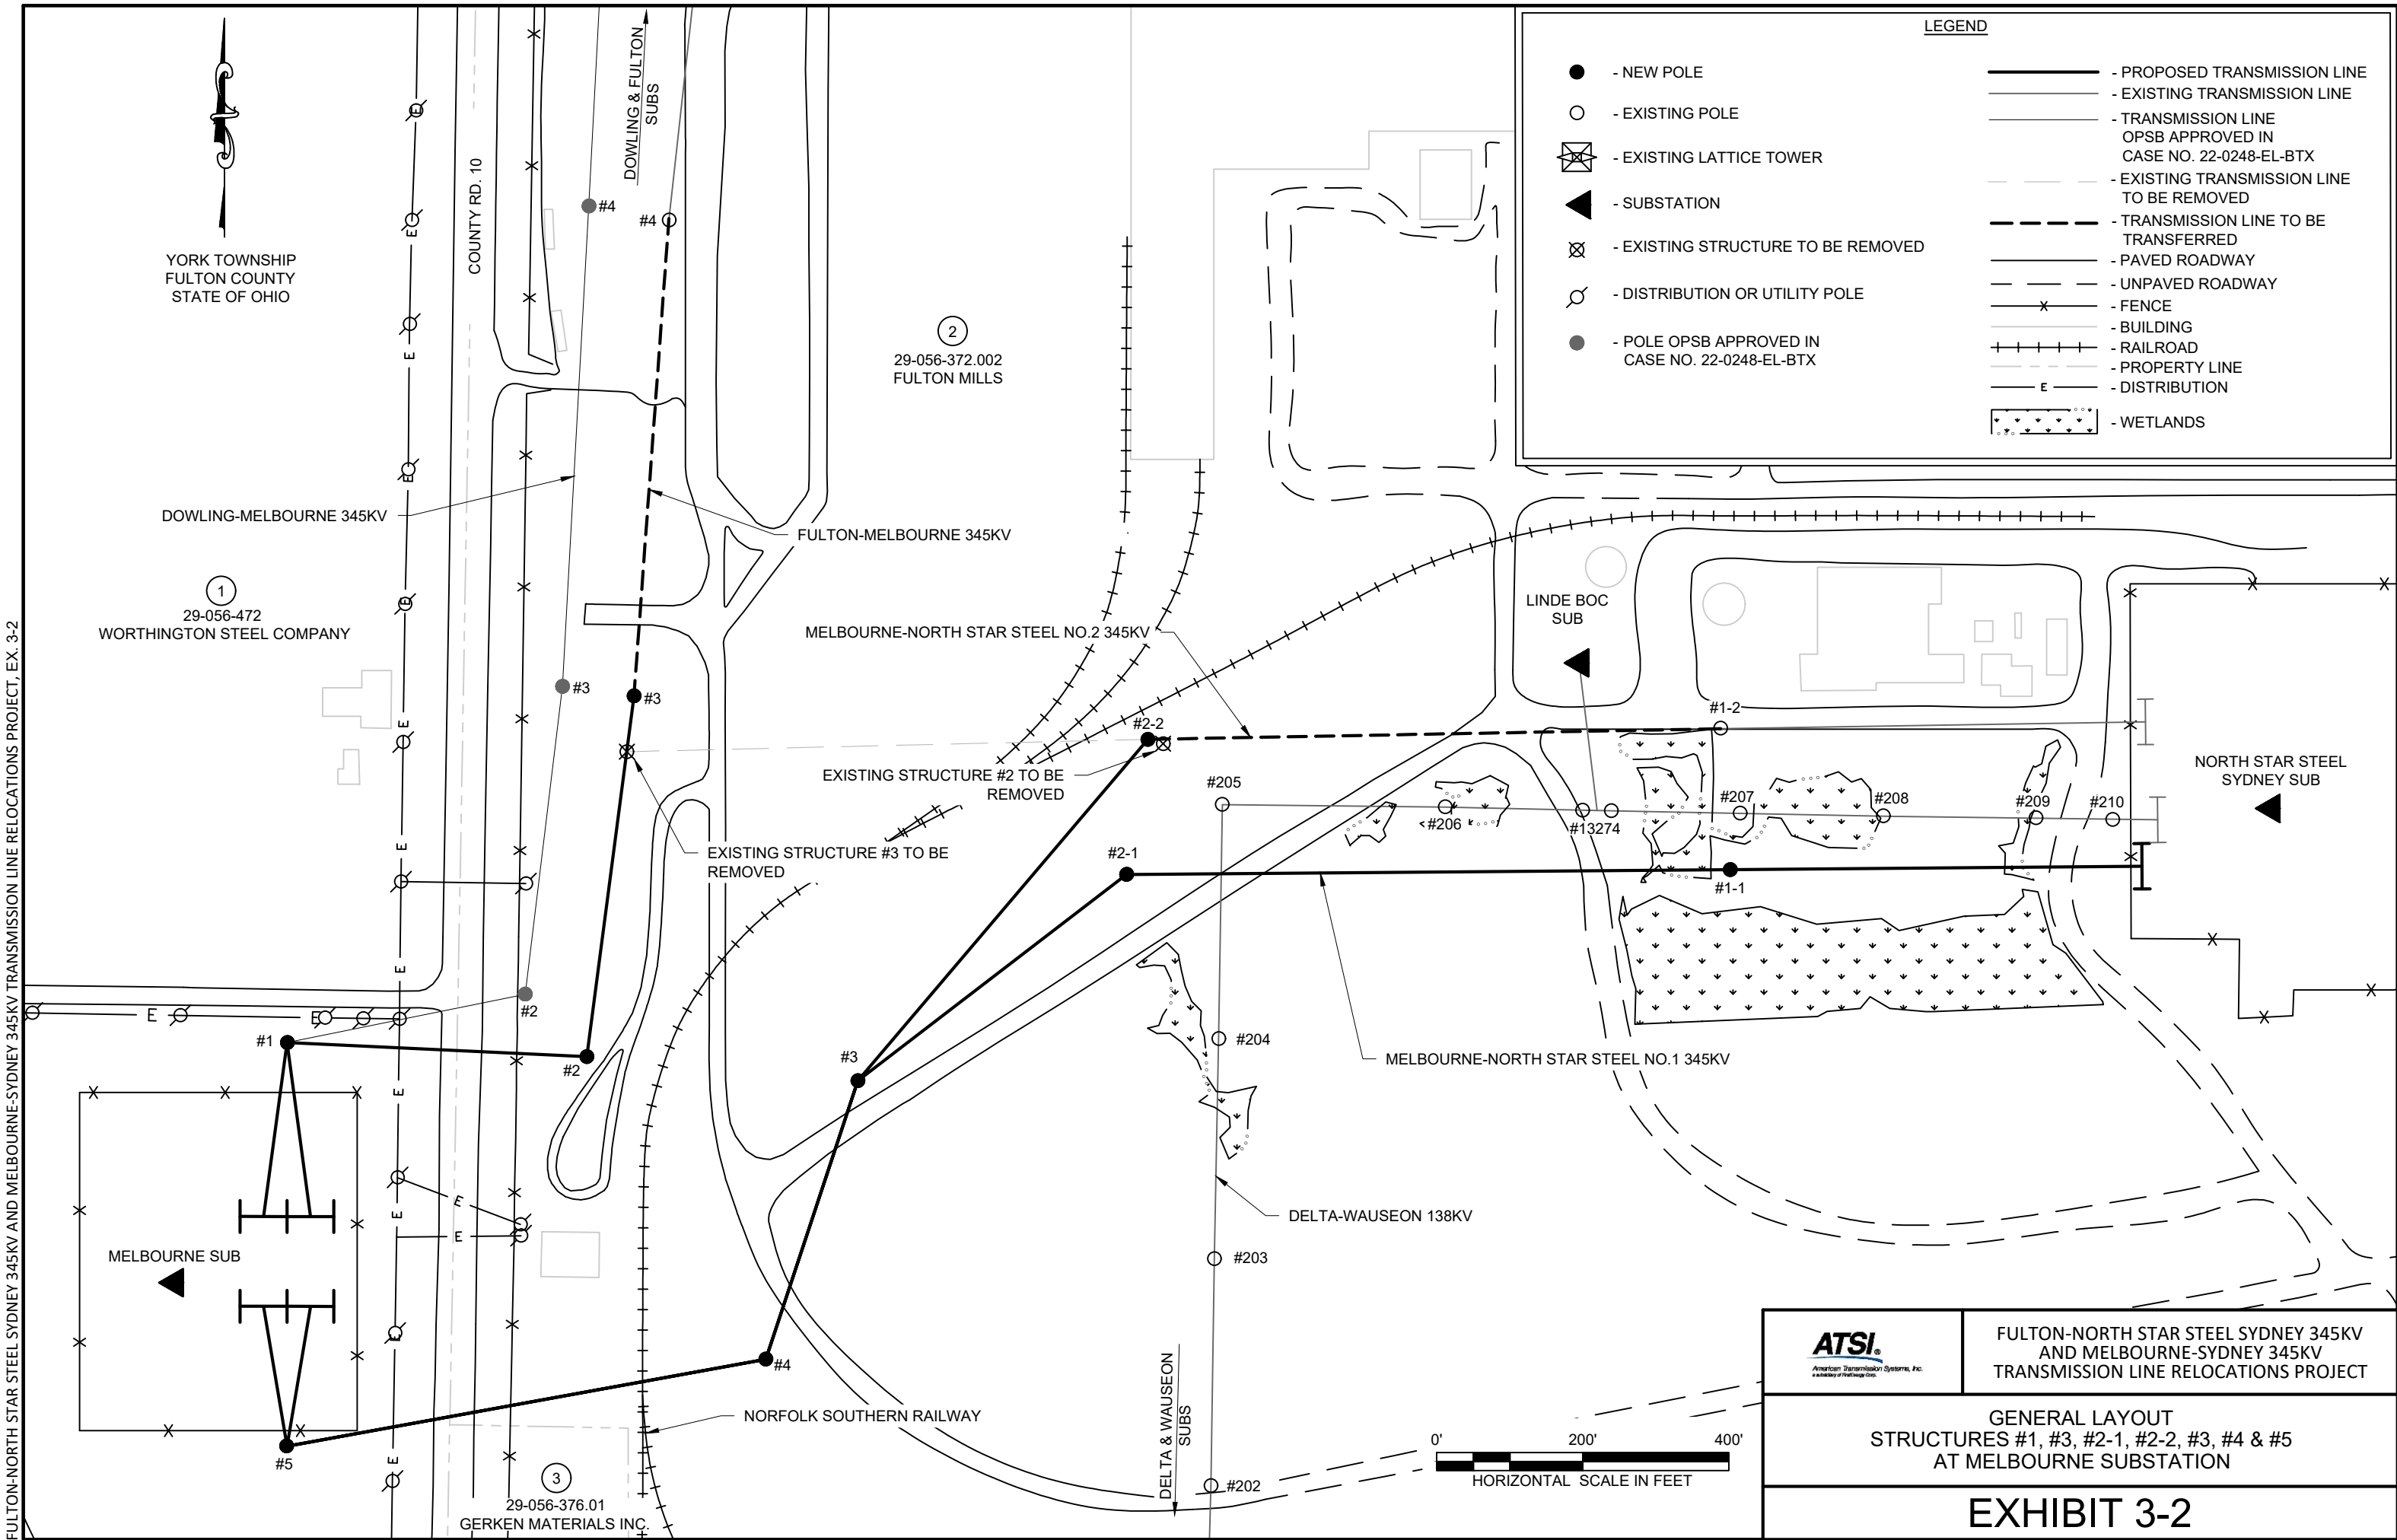 FULTON-NORTH STAR STEEL SYDNEY 345KV AND MELBOURNE-SYDNEY 345KV TRANSMISSION LINE RELOCATIONS PROJECT, EX. 3-2
YORK TOWNSHIP
FULTON COUNTY
STATE OF OHIO
COUNTY RD. 10
DOWLING & FULTON
SUBS
#4
#4
2
29-056-372.002
FULTON MILLS
LEGEND
- NEW POLE
- EXISTING POLE
- EXISTING LATTICE TOWER
- SUBSTATION
- EXISTING STRUCTURE TO BE REMOVED
- DISTRIBUTION OR UTILITY POLE
- POLE OPSB APPROVED IN
CASE NO. 22-0248-EL-BTX
- PROPOSED TRANSMISSION LINE
- EXISTING TRANSMISSION LINE
- TRANSMISSION LINE
OPSB APPROVED IN
CASE NO. 22-0248-EL-BTX
- EXISTING TRANSMISSION LINE
TO BE REMOVED
- TRANSMISSION LINE TO BE
TRANSFERRED
- PAVED ROADWAY
- UNPAVED ROADWAY
X - FENCE
- BUILDING
- RAILROAD
- PROPERTY LINE
E - DISTRIBUTION
- WETLANDS
DOWLING-MELBOURNE 345KV
FULTON-MELBOURNE 345KV
1
29-056-472
WORTHINGTON STEEL COMPANY
MELBOURNE-NORTH STAR STEEL NO.2 345KV
LINDE BOC
SUB
#3
#3
#2-2
#1-2
EXISTING STRUCTURE #2 TO BE
REMOVED
NORTH STAR STEEL
SYDNEY SUB
#205
#206
#13274
#207
#208
#209
#210
EXISTING STRUCTURE #3 TO BE
REMOVED
#2-1
#1-1
#2
#1
#2
#3
#204
MELBOURNE-NORTH STAR STEEL NO.1 345KV
DELTA-WAUSEON 138KV
MELBOURNE SUB
#203
#4
NORFOLK SOUTHERN RAILWAY
#5
3
29-056-376.01
GERKEN MATERIALS INC.
DELTA & WAUSEON
SUBS
#202
0' 200' 400'
HORIZONTAL SCALE IN FEET
ATSI®
American Transmission Systems, Inc.
a subsidiary of FirstEnergy Corp.
FULTON-NORTH STAR STEEL SYDNEY 345KV
AND MELBOURNE-SYDNEY 345KV
TRANSMISSION LINE RELOCATIONS PROJECT
GENERAL LAYOUT
STRUCTURES #1, #3, #2-1, #2-2, #3, #4 & #5
AT MELBOURNE SUBSTATION
EXHIBIT 3-2